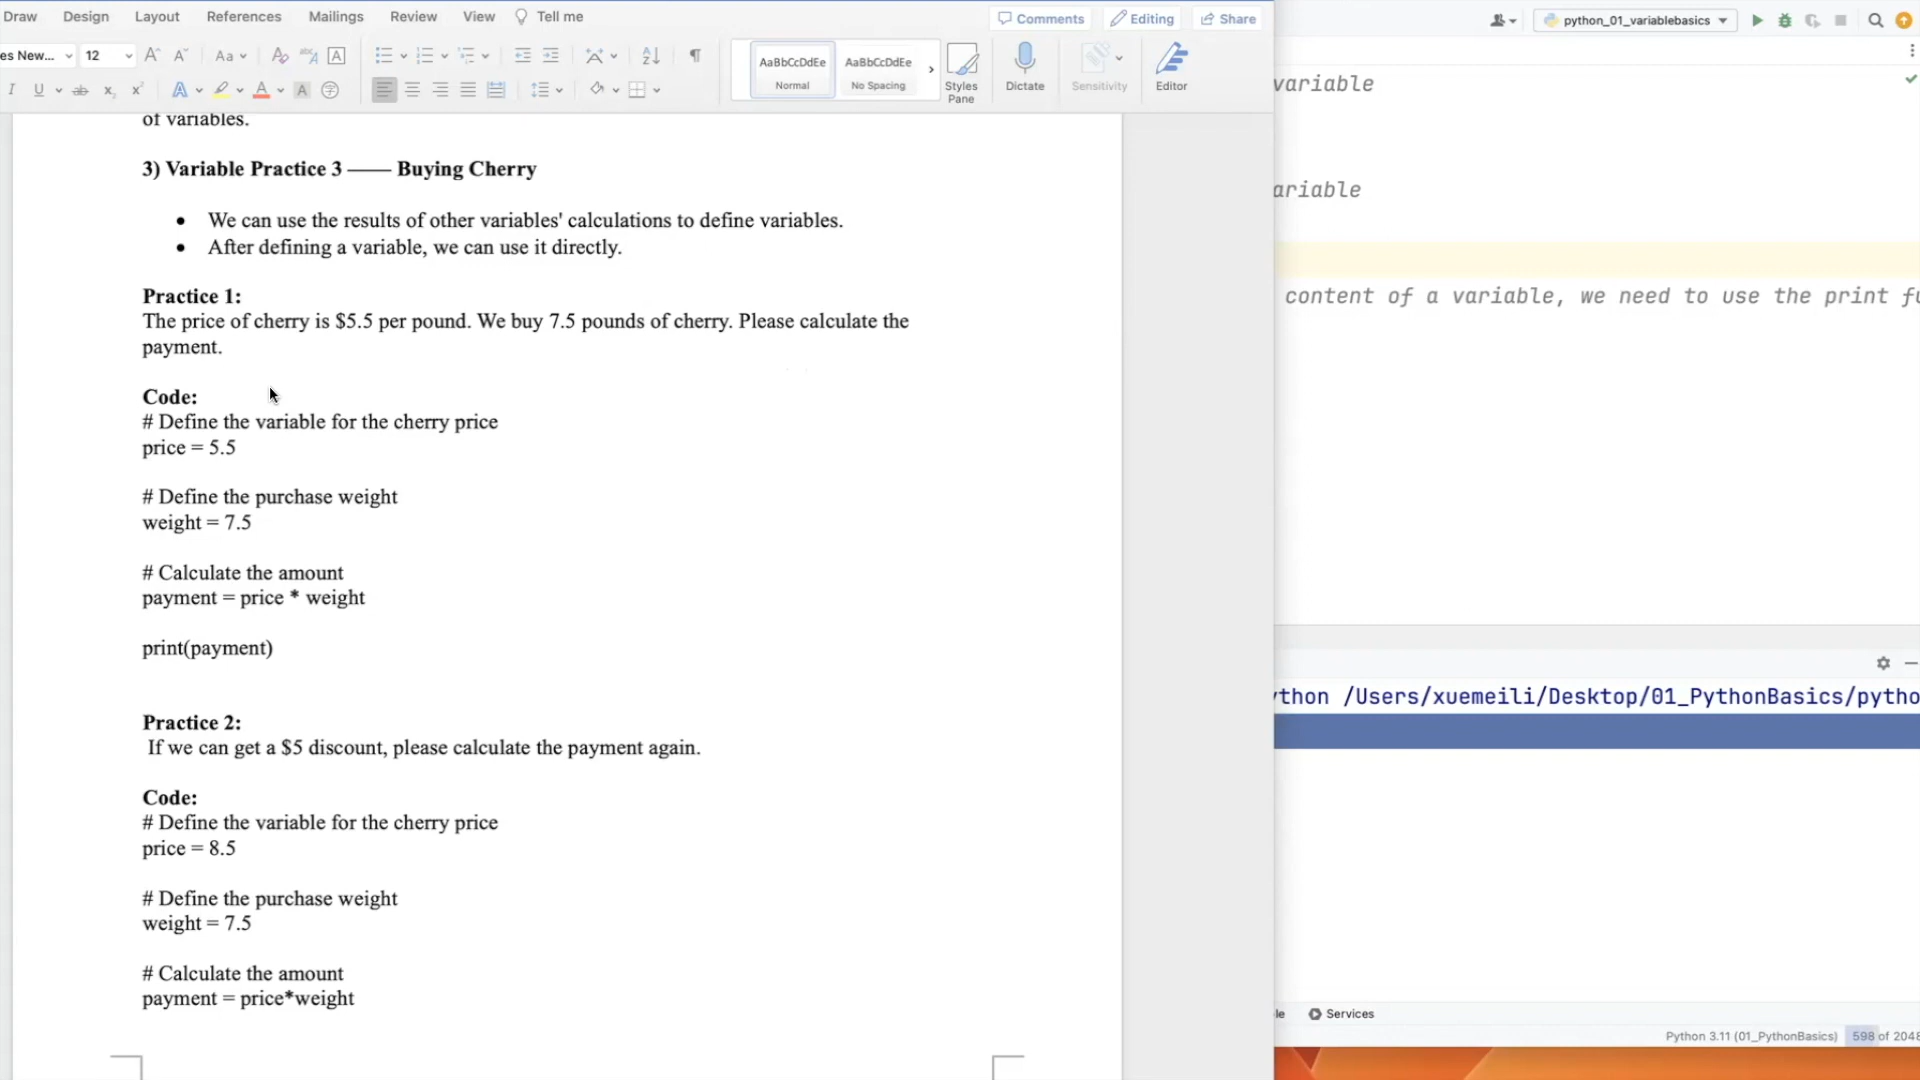 Draw Design Layout References Mailings Review View Tell me
Comments Editing Share
es New... 12 Aa
AaBbCcDdEe AaBbCcDdEe
Normal No Spacing
Styles Pane
Dictate
Sensitivity
Editor
of variables.
3) Variable Practice 3 —— Buying Cherry
• We can use the results of other variables' calculations to define variables.
• After defining a variable, we can use it directly.
Practice 1:
The price of cherry is $5.5 per pound. We buy 7.5 pounds of cherry. Please calculate the
payment.
Code:
# Define the variable for the cherry price
price = 5.5
# Define the purchase weight
weight = 7.5
# Calculate the amount
payment = price * weight
print(payment)
Practice 2:
If we can get a $5 discount, please calculate the payment again.
Code:
# Define the variable for the cherry price
price = 8.5
# Define the purchase weight
weight = 7.5
# Calculate the amount
payment = price*weight
python_01_variablebasics
variable
ariable
content of a variable, we need to use the print fu
ython /Users/xuemeili/Desktop/01_PythonBasics/pytho
le Services
Python 3.11 (01_PythonBasics) 598 of 2048